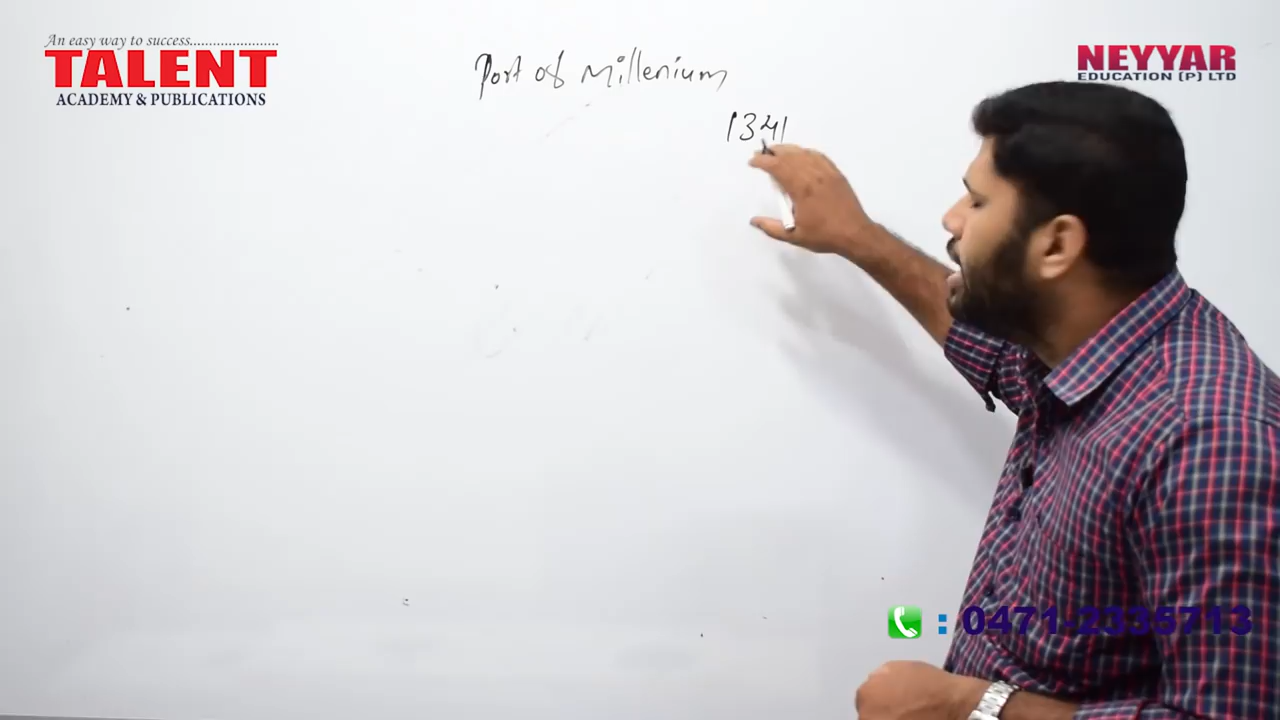 An easy way to success.......................
TALENT
ACADEMY & PUBLICATIONS
NEYYAR
EDUCATION (P) LTD
Port of Millenium
1341
: 0471-2335713